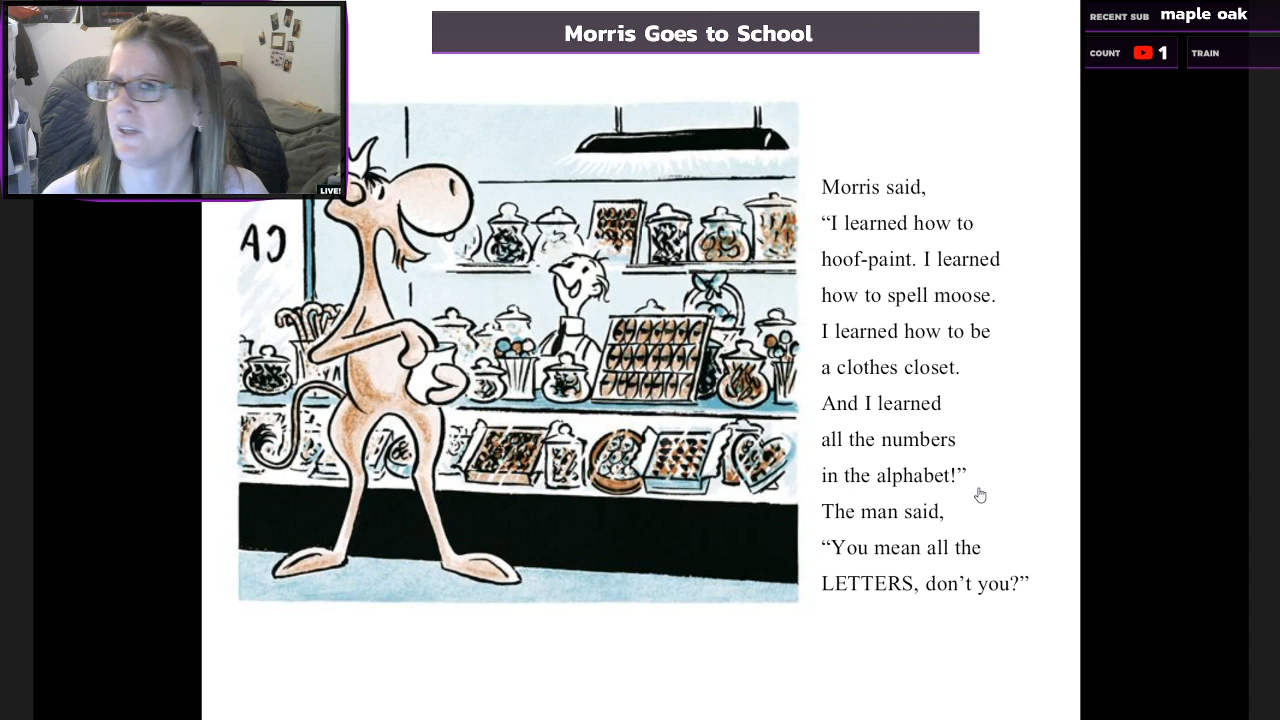 Morris Goes to School
RECENT SUB maple oak
COUNT 1 TRAIN
LIVE!
CA
Morris said,
“I learned how to
hoof-paint. I learned
how to spell moose.
I learned how to be
a clothes closet.
And I learned
all the numbers
in the alphabet!”
The man said,
“You mean all the
LETTERS, don’t you?”